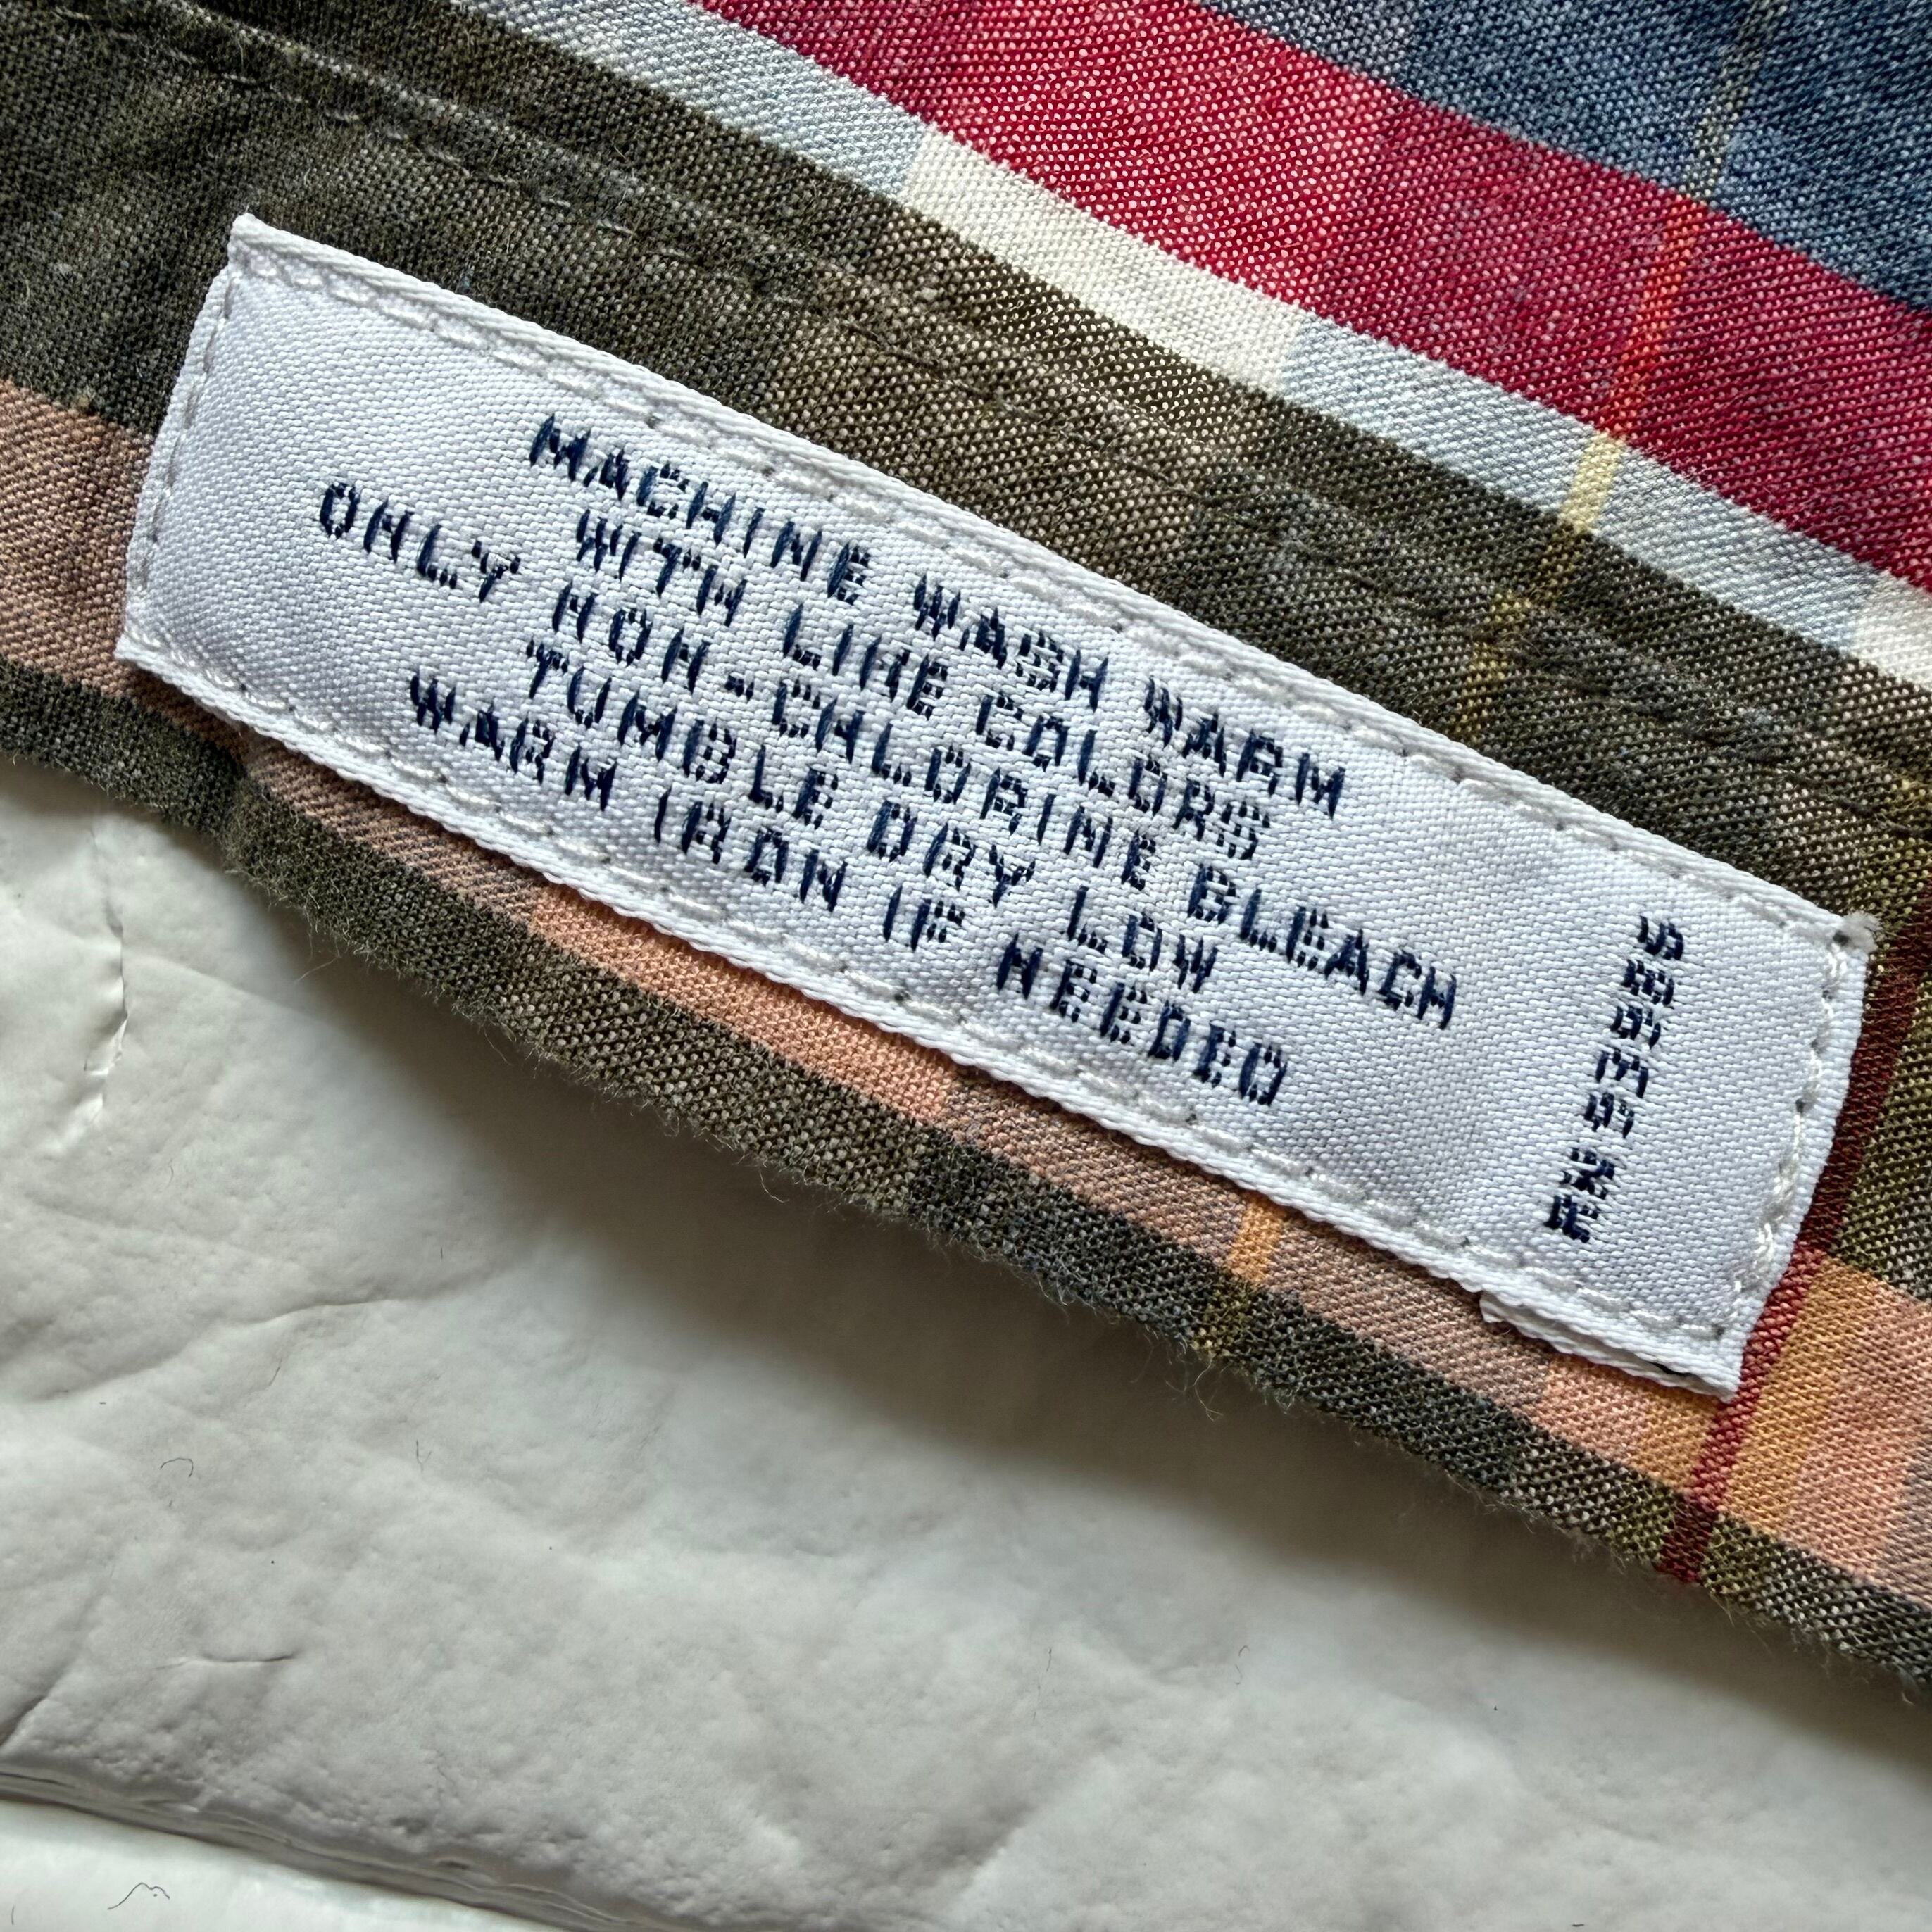 MACHINE WASH WARM
WITH LIKE COLORS
ONLY NON-CHLORINE BLEACH
TUMBLE DRY LOW
WARM IRON IF NEEDED